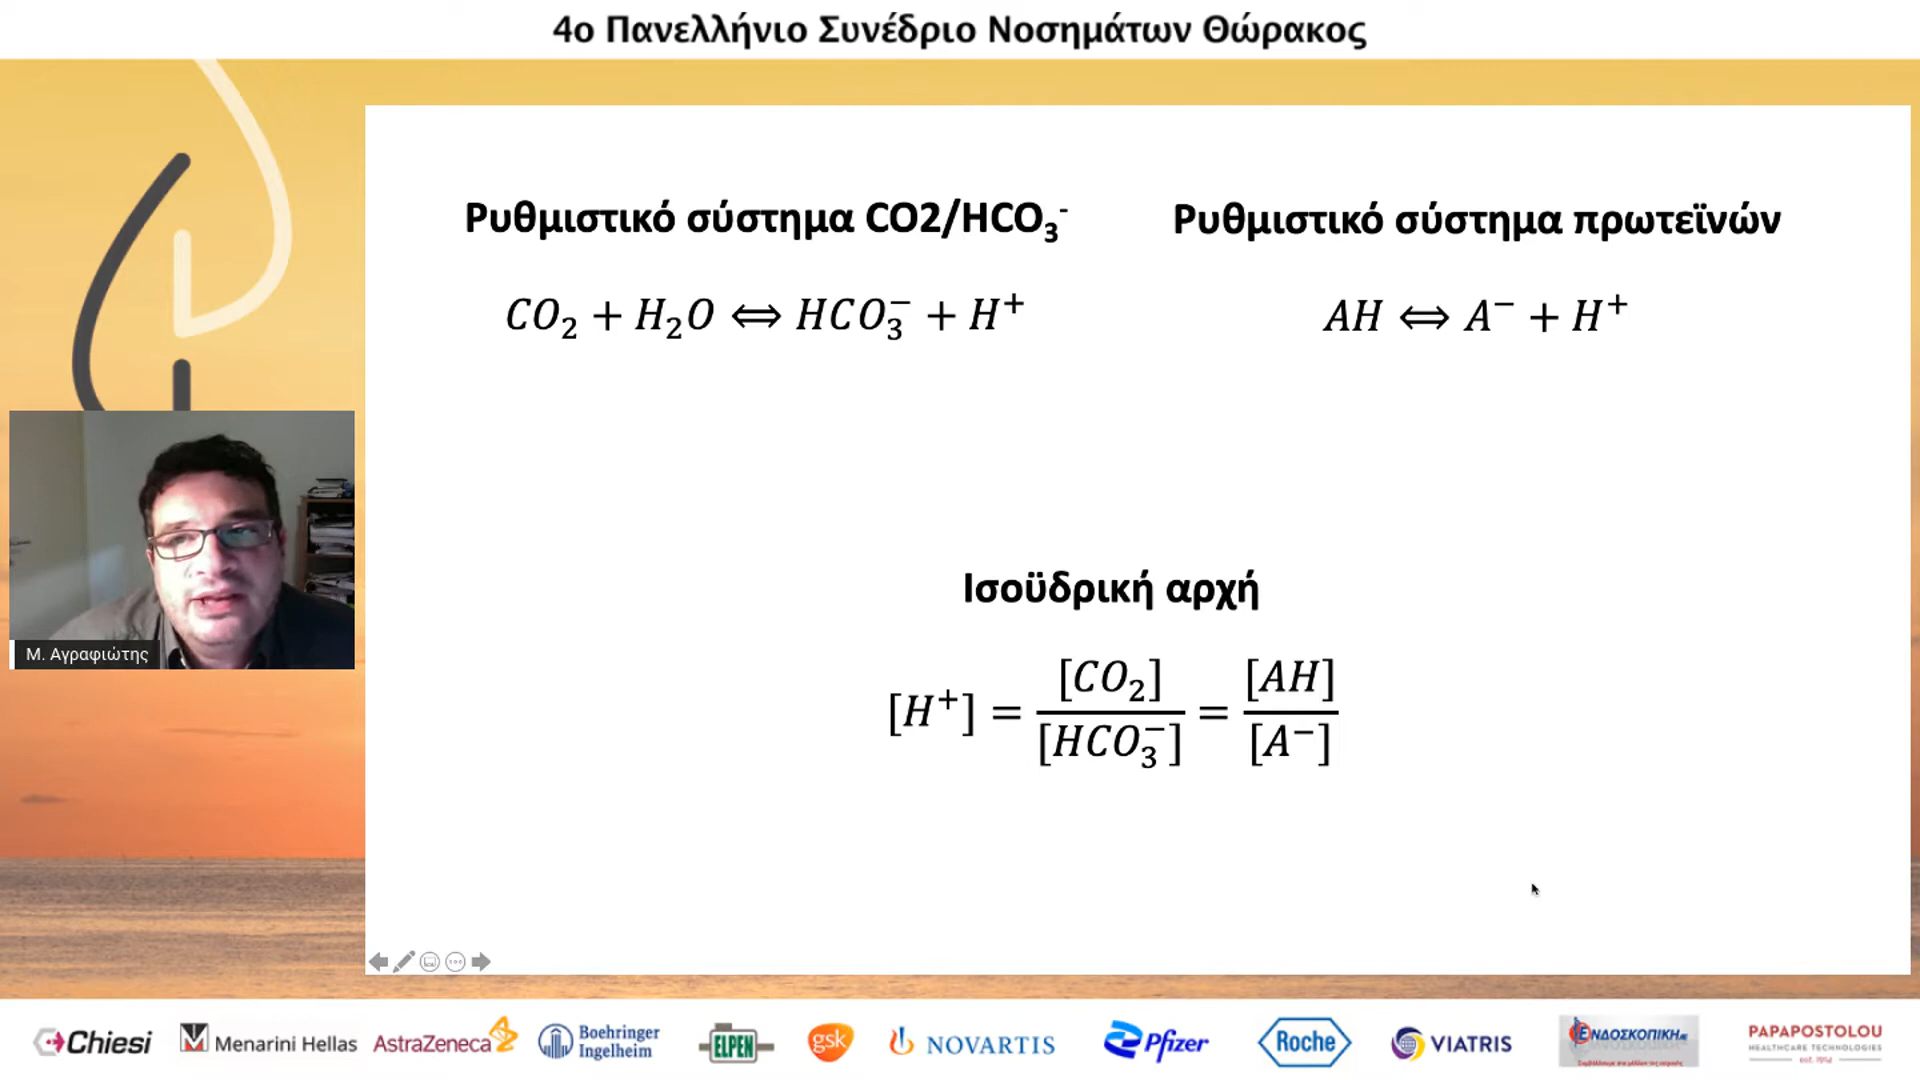 4ο Πανελλήνιο Συνέδριο Νοσημάτων Θώρακος
Ρυθμιστικό σύστημα CO2/HCO₃⁻
CO₂ + H₂O ⟺ HCO₃⁻ + H⁺
Ρυθμιστικό σύστημα πρωτεϊνών
AH ⟺ A⁻ + H⁺
Ισοϋδρική αρχή
[H⁺] = [CO₂] / [HCO₃⁻] = [AH] / [A⁻]
Μ. Αγραφιώτης
Chiesi
Menarini Hellas
AstraZeneca
Boehringer
Ingelheim
ELPEN
gsk
NOVARTIS
Pfizer
Roche
VIATRIS
ΕΝΔΟΣΚΟΠΙΚΗ
PAPAPOSTOLOU
HEALTHCARE TECHNOLOGIES